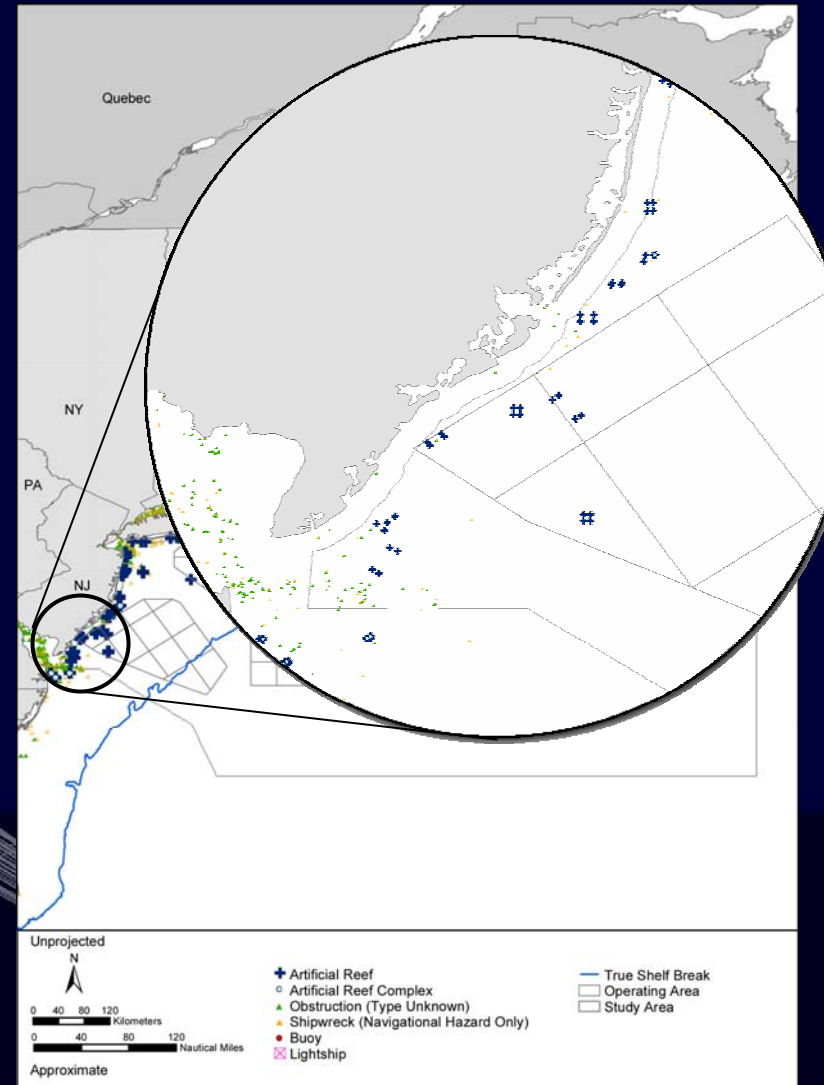 Quebec
NY
PA
NJ
Unprojected
N
0 40 80 120
Kilometers
0 40 80 120
Nautical Miles
Approximate
Artificial Reef
Artificial Reef Complex
Obstruction (Type Unknown)
Shipwreck (Navigational Hazard Only)
Buoy
Lightship
True Shelf Break
Operating Area
Study Area